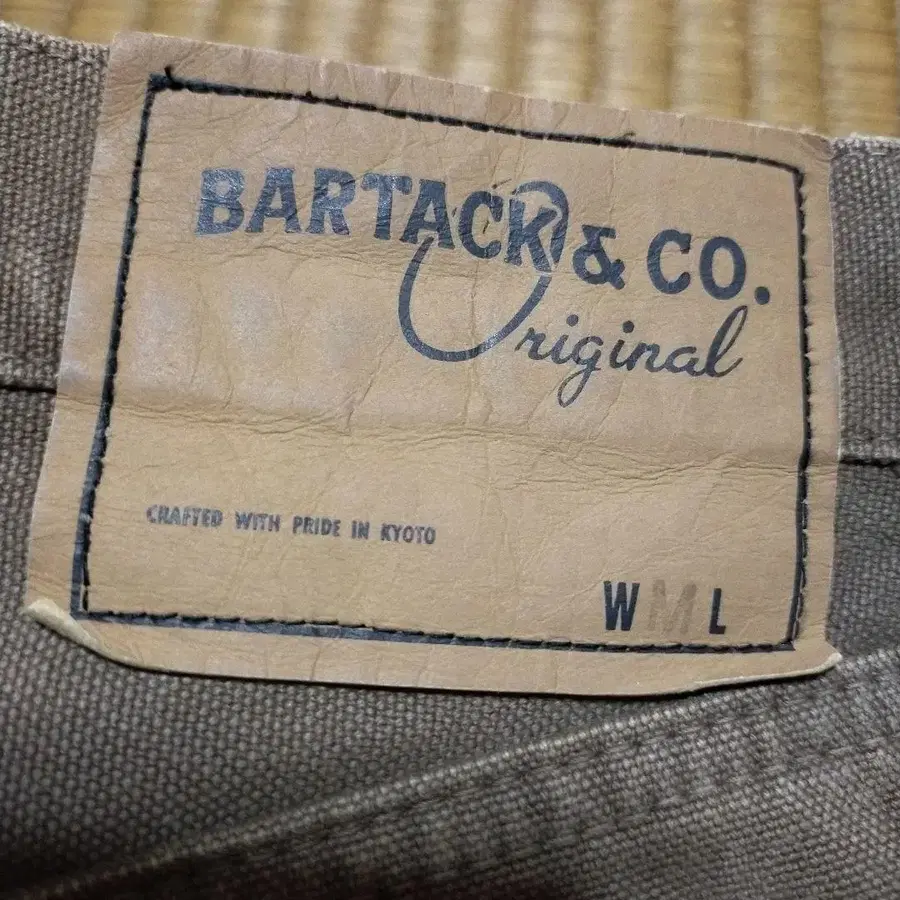 BARTACK & CO.
Original
CRAFTED WITH PRIDE IN KYOTO
W M L